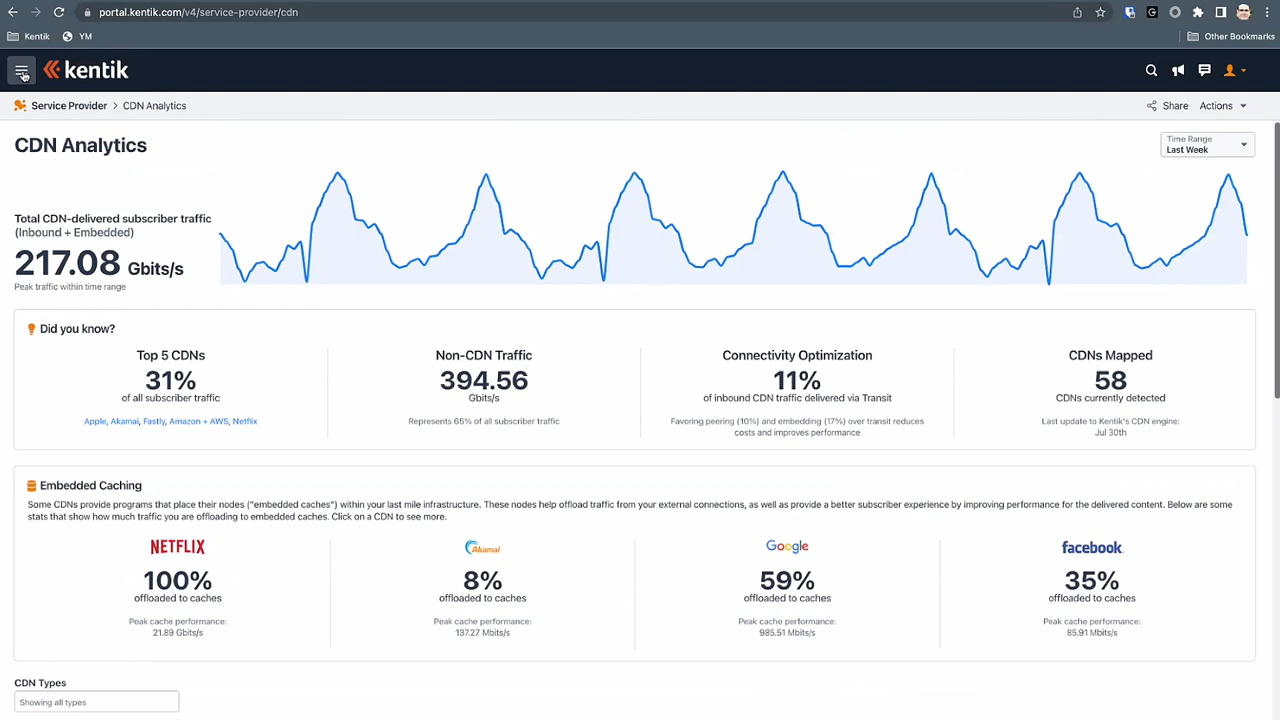 portal.kentik.com/v4/service-provider/cdn
Kentik
YM
Other Bookmarks
kentik
Service Provider > CDN Analytics
Share
Actions
CDN Analytics
Time Range
Last Week
Total CDN-delivered subscriber traffic
(Inbound + Embedded)
217.08 Gbits/s
Peak traffic within time range
Did you know?
Top 5 CDNs
31%
of all subscriber traffic
Apple, Akamai, Fastly, Amazon + AWS, Netflix
Non-CDN Traffic
394.56
Gbits/s
Represents 65% of all subscriber traffic
Connectivity Optimization
11%
of inbound CDN traffic delivered via Transit
Favoring peering (10%) and embedding (17%) over transit reduces
costs and improves performance
CDNs Mapped
58
CDNs currently detected
Last update to Kentik's CDN engine:
Jul 30th
Embedded Caching
Some CDNs provide programs that place their nodes ("embedded caches") within your last mile infrastructure. These nodes help offload traffic from your external connections, as well as provide a better subscriber experience by improving performance for the delivered content. Below are some
stats that show how much traffic you are offloading to embedded caches. Click on a CDN to see more.
NETFLIX
100%
offloaded to caches
Peak cache performance:
21.89 Gbits/s
Akamai
8%
offloaded to caches
Peak cache performance:
137.27 Mbits/s
Google
59%
offloaded to caches
Peak cache performance:
985.51 Mbits/s
facebook
35%
offloaded to caches
Peak cache performance:
85.91 Mbits/s
CDN Types
Showing all types